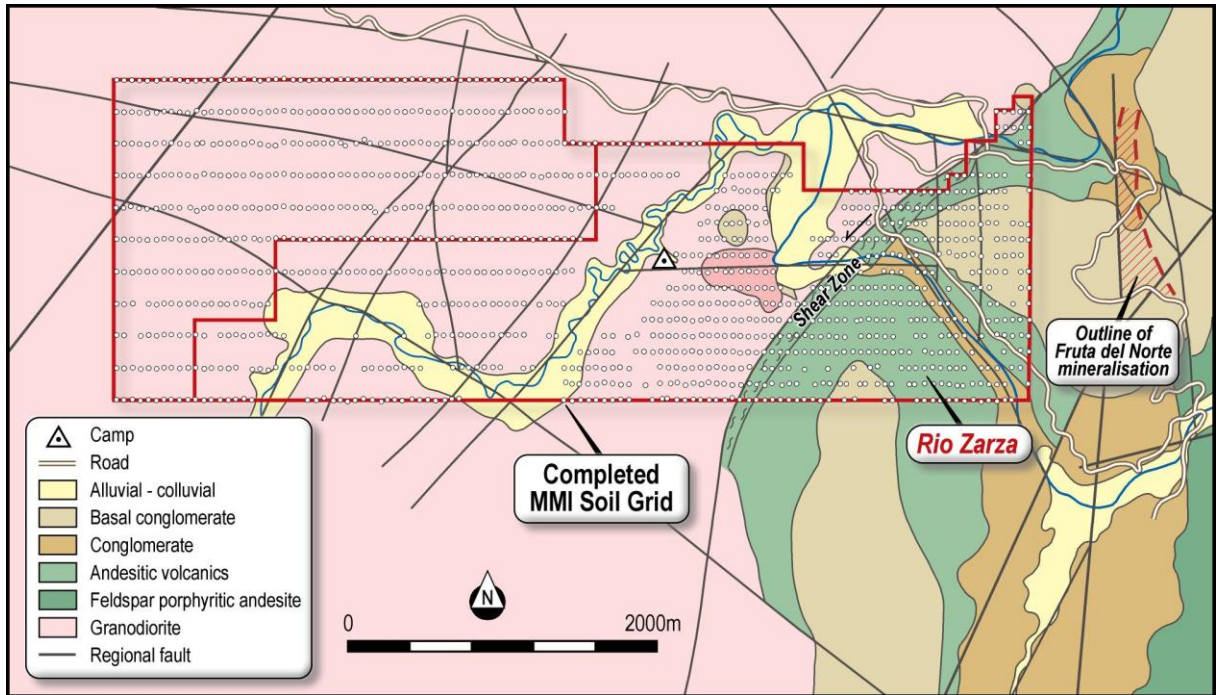 Shear Zone
Outline of
Fruta del Norte
mineralisation
Rio Zarza
Completed
MMI Soil Grid
Camp
Road
Alluvial - colluvial
Basal conglomerate
Conglomerate
Andesitic volcanics
Feldspar porphyritic andesite
Granodiorite
Regional fault
N
0
2000m